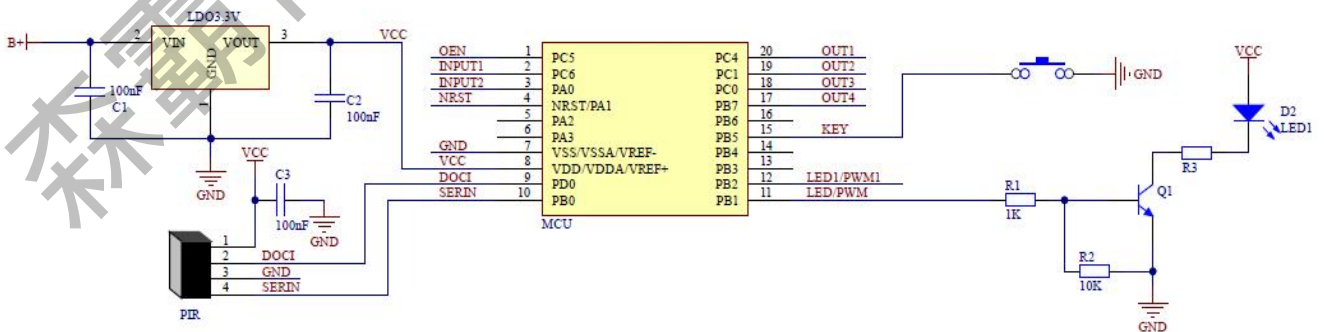 LDO3.3V
B+
2
VIN
VOUT
3
VCC
GND
1
100nF
C1
C2
100nF
GND
VCC
C3
100nF
GND
1
2 DOCI
3 GND
4 SERIN
PIR
OEN 1 PC5
INPUT1 2 PC6
INPUT2 3 PA0
NRST 4 NRST/PA1
5 PA2
6 PA3
GND 7 VSS/VSSA/VREF-
VCC 8 VDD/VDDA/VREF+
DOCI 9 PD0
SERIN 10 PB0
MCU
PC4 20 OUT1
PC1 19 OUT2
PC0 18 OUT3
PB7 17 OUT4
PB6 16
PB5 15 KEY
PB4 14
PB3 13
PB2 12 LED1/PWM1
PB1 11 LED/PWM
GND
VCC
D2
LED1
R3
Q1
R1
1K
R2
10K
GND
森霸